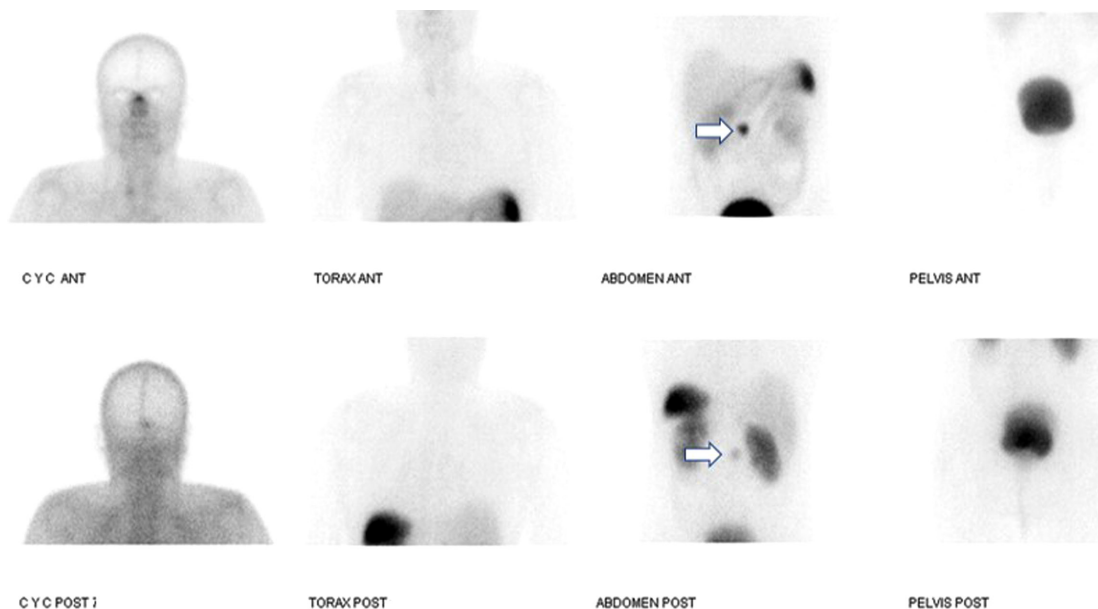 C Y C ANT
TORAX ANT
ABDOMEN ANT
PELVIS ANT
C Y C POST
TORAX POST
ABDOMEN POST
PELVIS POST